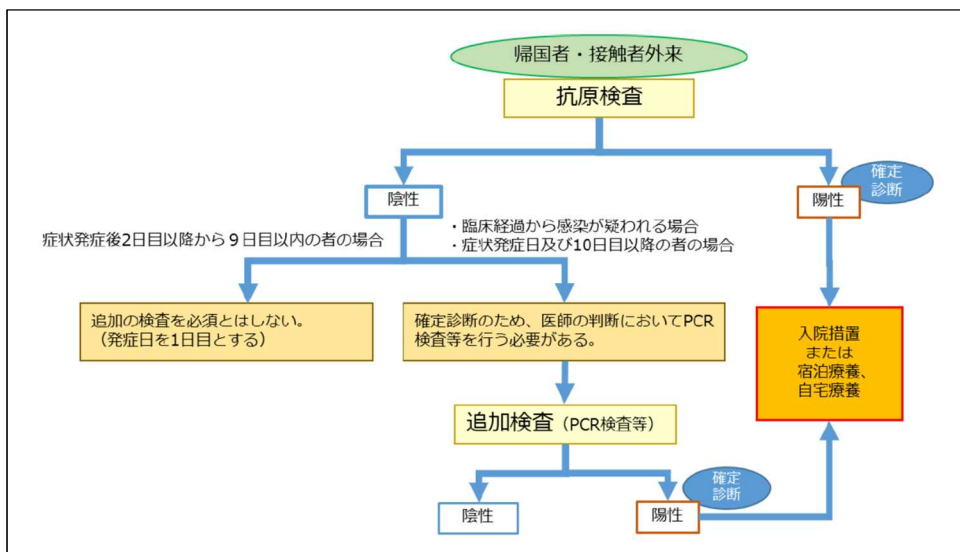 帰国者・接触者外来
抗原検査
確定
診断
陰性
陽性
症状発症後2日目以降から９日目以内の者の場合
・臨床経過から感染が疑われる場合
・症状発症日及び10日目以降の者の場合
追加の検査を必須とはしない。
（発症日を1日目とする）
確定診断のため、医師の判断においてPCR
検査等を行う必要がある。
入院措置
または
宿泊療養、
自宅療養
追加検査（PCR検査等）
確定
診断
陰性
陽性